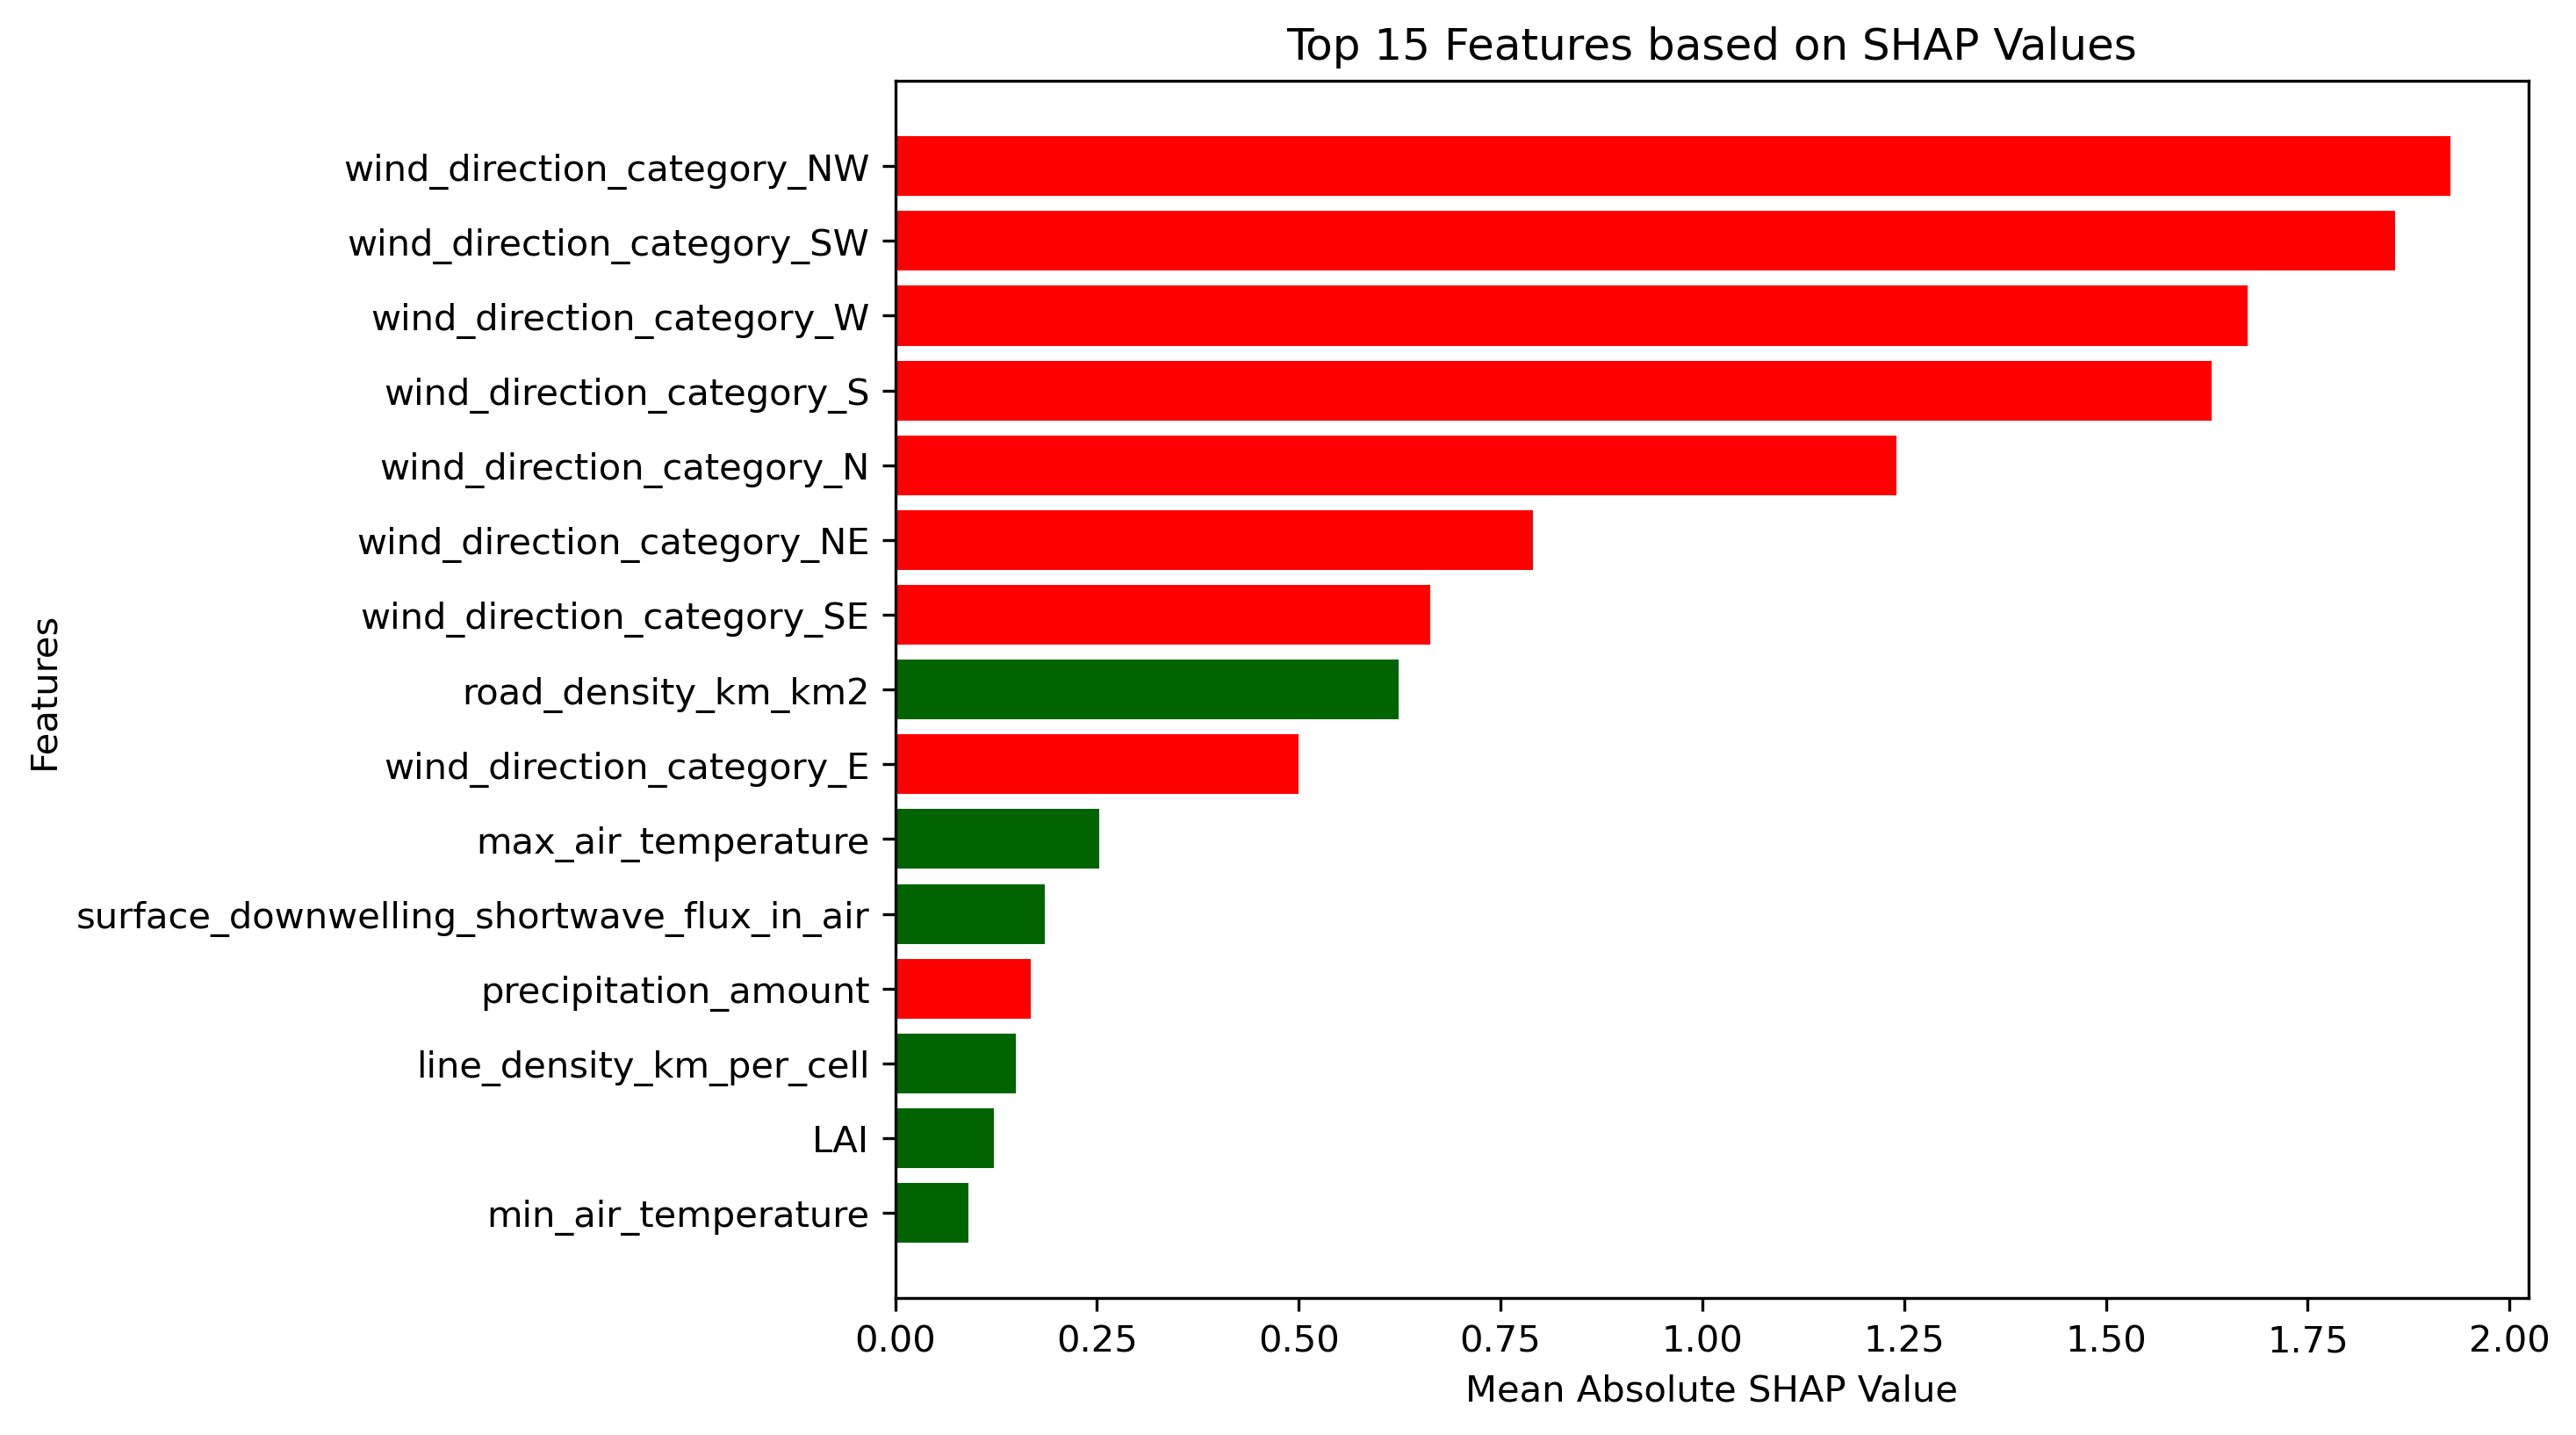 Top 15 Features based on SHAP Values
wind_direction_category_NW
wind_direction_category_SW
wind_direction_category_W
wind_direction_category_S
wind_direction_category_N
wind_direction_category_NE
wind_direction_category_SE
road_density_km_km2
wind_direction_category_E
max_air_temperature
surface_downwelling_shortwave_flux_in_air
precipitation_amount
line_density_km_per_cell
LAI
min_air_temperature
Features
0.00 0.25 0.50 0.75 1.00 1.25 1.50 1.75 2.00
Mean Absolute SHAP Value